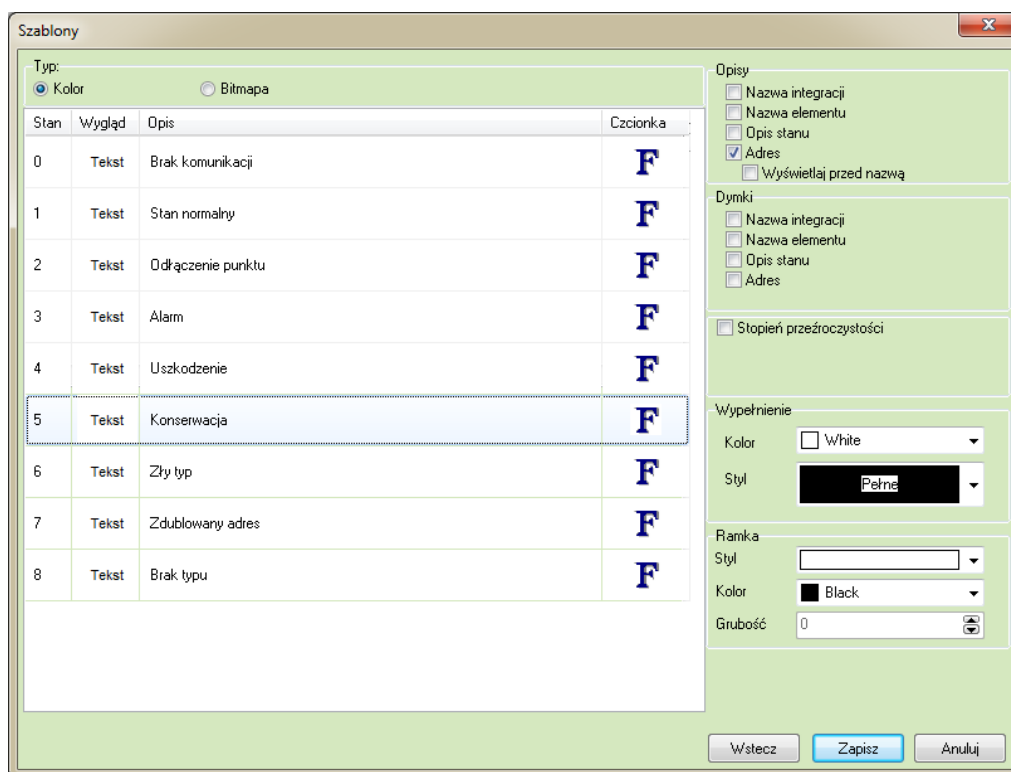 Szablony
Typ:
Kolor Bitmapa
Stan Wygląd Opis Czcionka
0 Tekst Brak komunikacji F
1 Tekst Stan normalny F
2 Tekst Odłączenie punktu F
3 Tekst Alarm F
4 Tekst Uszkodzenie F
5 Tekst Konserwacja F
6 Tekst Zły typ F
7 Tekst Zdublowany adres F
8 Tekst Brak typu F
Opisy
Nazwa integracji
Nazwa elementu
Opis stanu
Adres
Wyświetlaj przed nazwą
Dymki
Nazwa integracji
Nazwa elementu
Opis stanu
Adres
Stopień przeźroczystości
Wypełnienie
Kolor White
Styl Pełne
Ramka
Styl
Kolor Black
Grubość 0
Wstecz Zapisz Anuluj